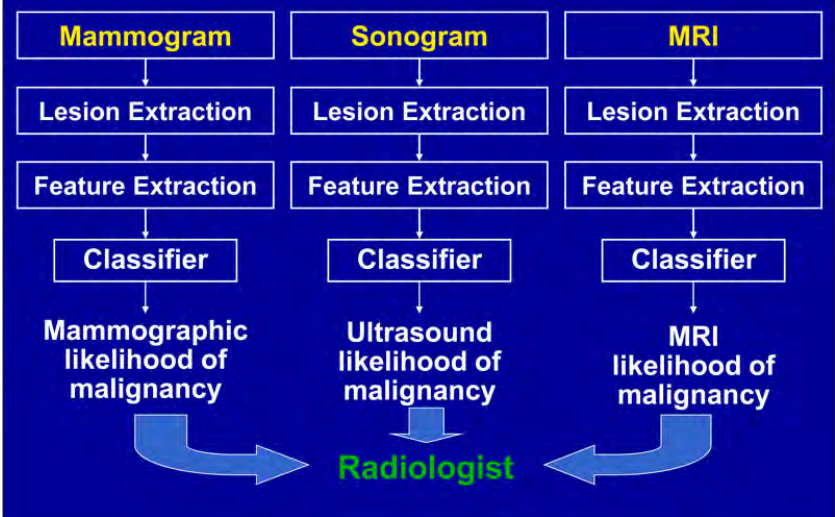 Mammogram
Sonogram
MRI
Lesion Extraction
Lesion Extraction
Lesion Extraction
Feature Extraction
Feature Extraction
Feature Extraction
Classifier
Classifier
Classifier
Mammographic
likelihood of
malignancy
Ultrasound
likelihood of
malignancy
MRI
likelihood of
malignancy
Radiologist